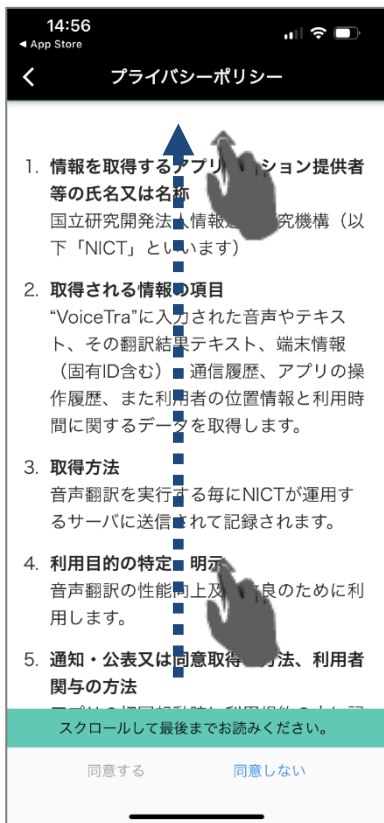 14:56
◀ App Store
プライバシーポリシー
1. 情報を取得するアプリ ション提供者
等の氏名又は名称
国立研究開発法人情報 究機構（以
下「NICT」といいます）
2. 取得される情報の項目
“VoiceTra”に入力された音声やテキス
ト、その翻訳結果テキスト、端末情報
（固有ID含む） 通信履歴、アプリの操
作履歴、また利用者の位置情報と利用時
間に関するデータを取得します。
3. 取得方法
音声翻訳を実行する毎にNICTが運用す
るサーバに送信されて記録されます。
4. 利用目的の特定 明示
音声翻訳の性能向上及 良のために利
用します。
5. 通知・公表又は同意取得 方法、利用者
関与の方法
スクロールして最後までお読みください。
同意する
同意しない